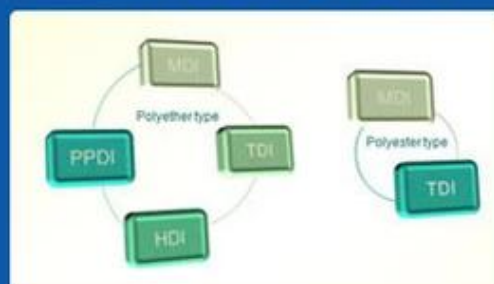 MDI
Polyether type
PPDI
TDI
HDI
MDI
Polyester type
TDI